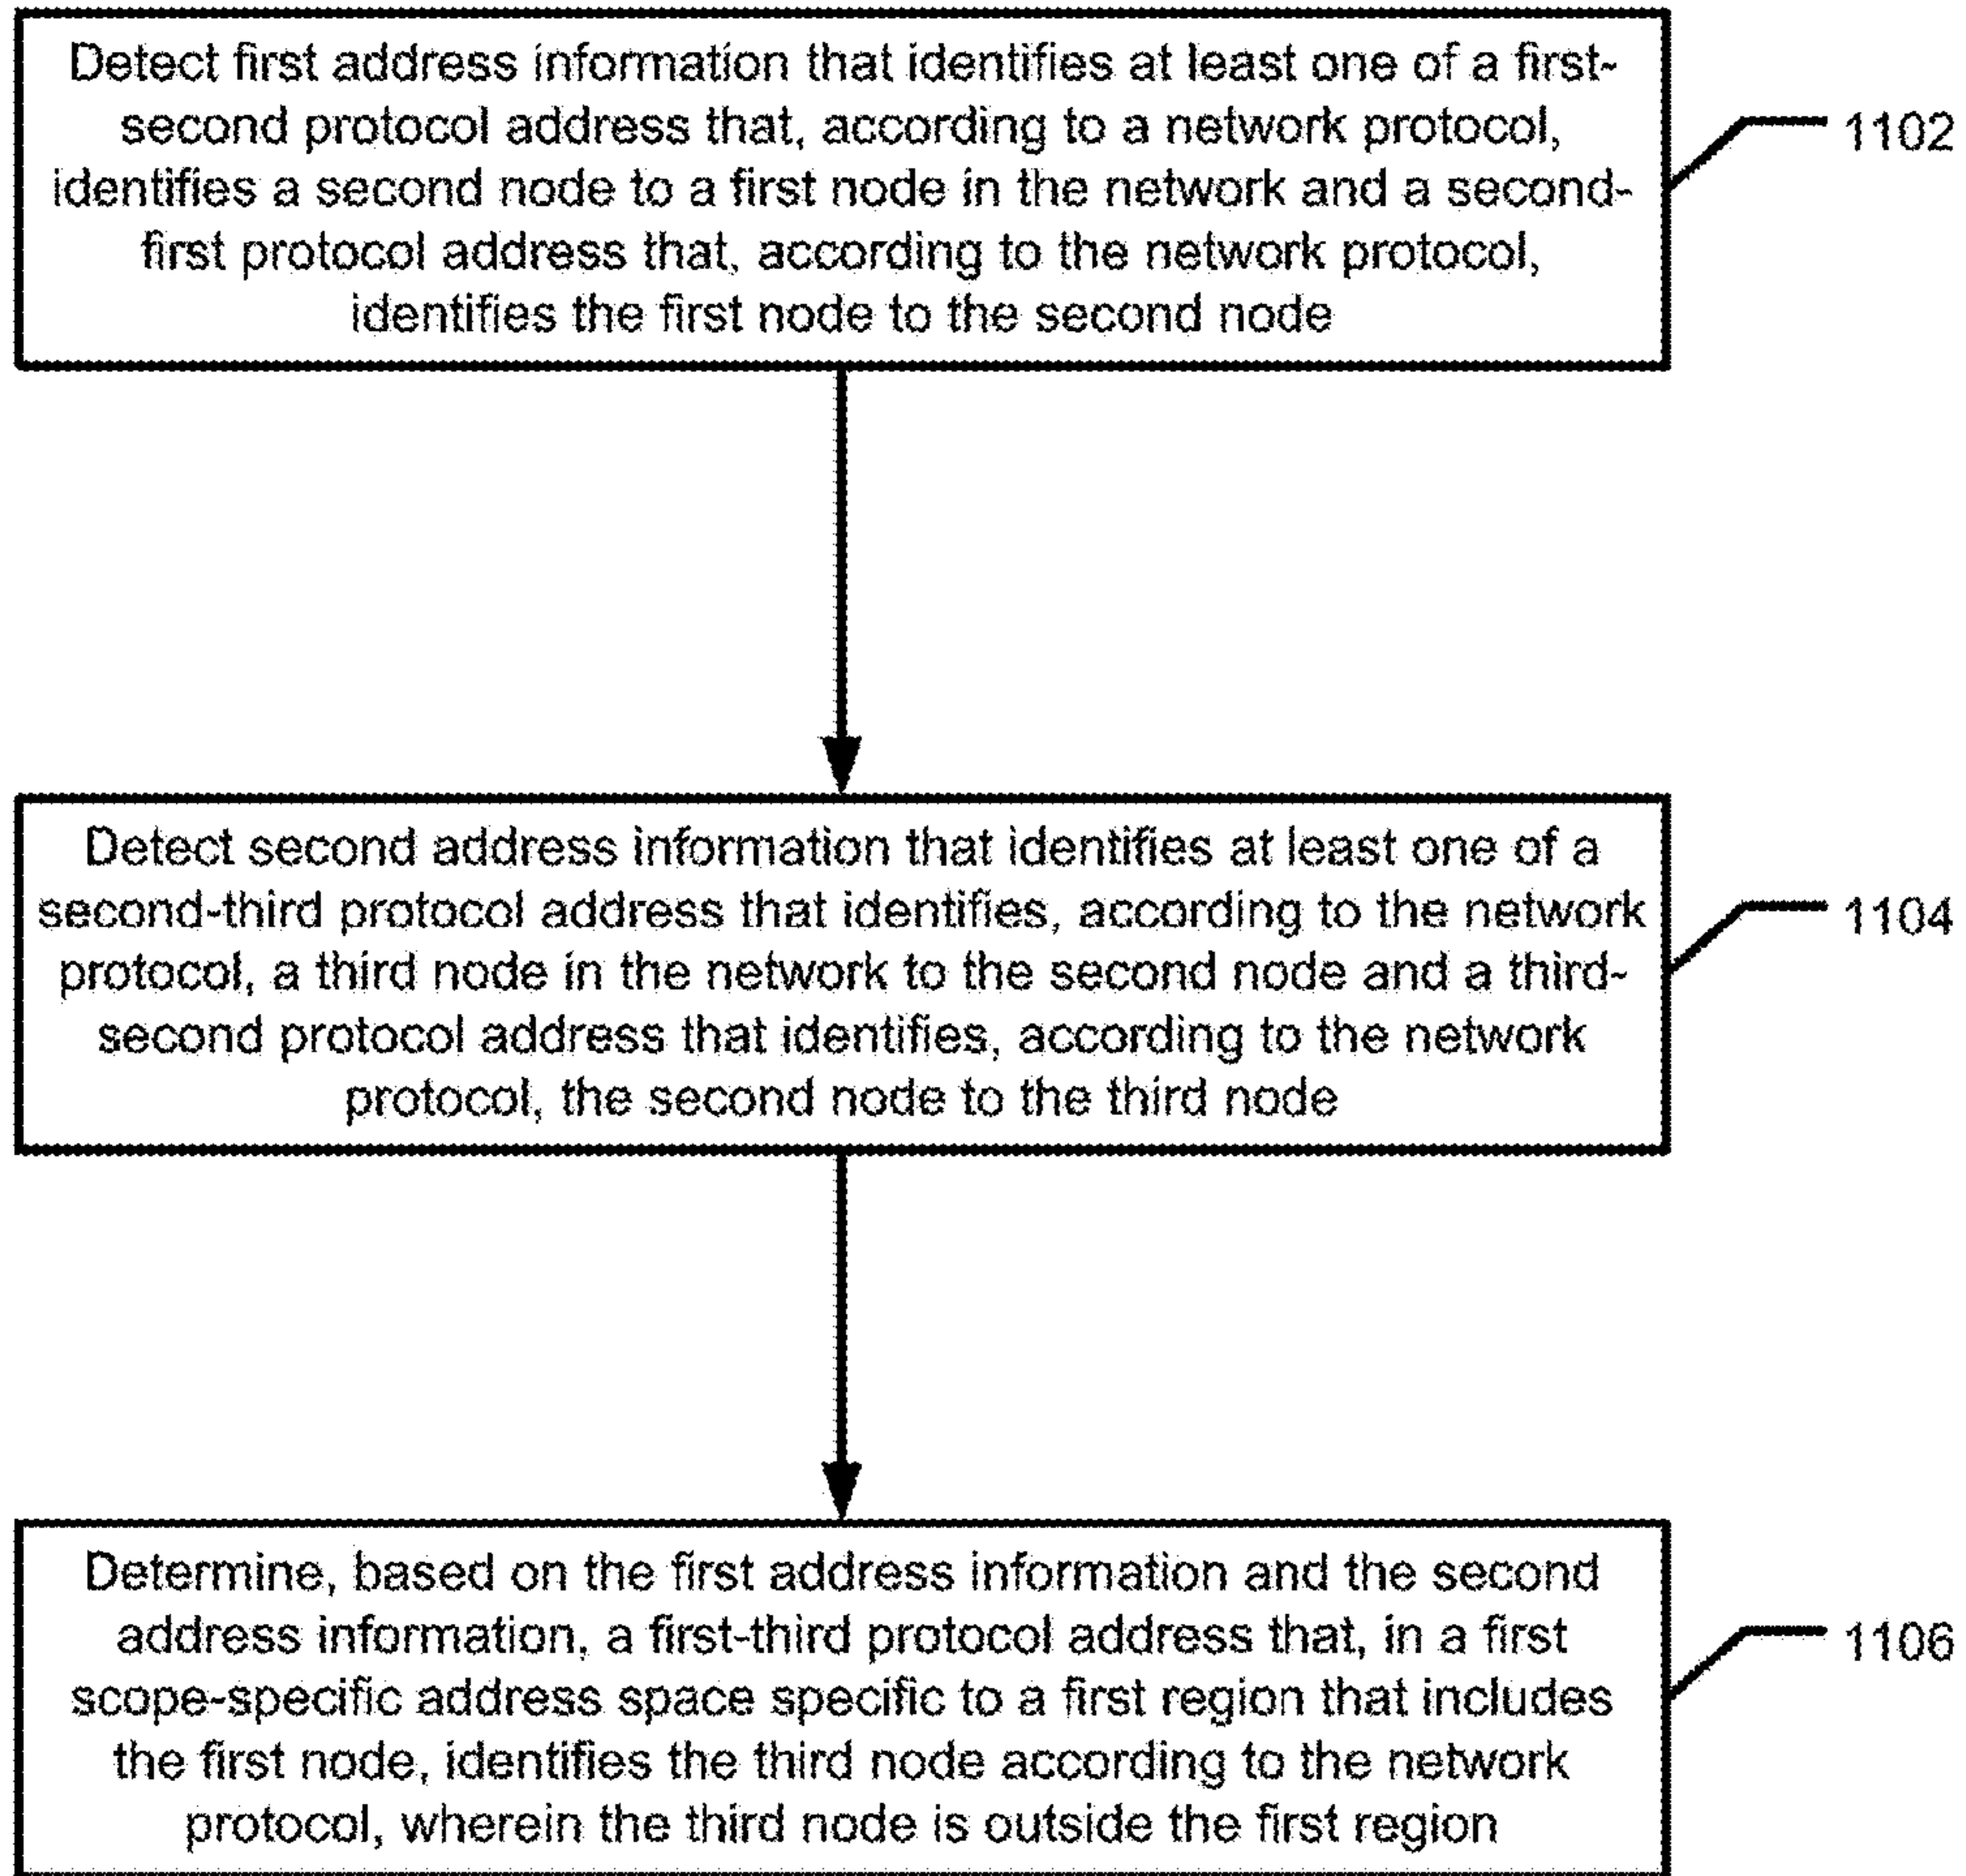 Detect first address information that identifies at least one of a first-
second protocol address that, according to a network protocol,
identifies a second node to a first node in the network and a second-
first protocol address that, according to the network protocol,
identifies the first node to the second node
1102
Detect second address information that identifies at least one of a
second-third protocol address that identifies, according to the network
protocol, a third node in the network to the second node and a third-
second protocol address that identifies, according to the network
protocol, the second node to the third node
1104
Determine, based on the first address information and the second
address information, a first-third protocol address that, in a first
scope-specific address space specific to a first region that includes
the first node, identifies the third node according to the network
protocol, wherein the third node is outside the first region
1106